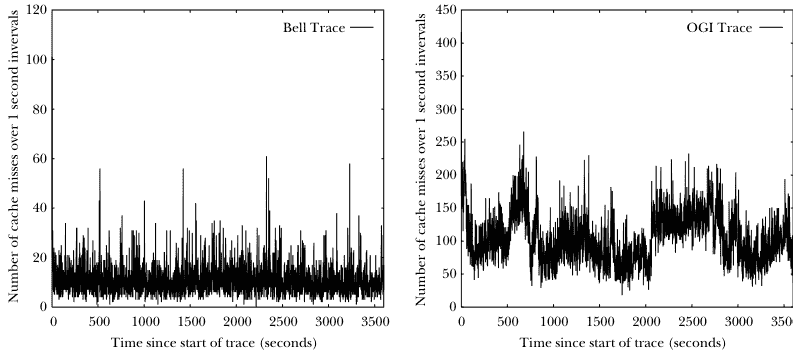 Number of cache misses over 1 second invervals
120
100
80
60
40
20
0
Bell Trace
0 500 1000 1500 2000 2500 3000 3500
Time since start of trace (seconds)
Number of cache misses over 1 second invervals
450
400
350
300
250
200
150
100
50
0
OGI Trace
0 500 1000 1500 2000 2500 3000 3500
Time since start of trace (seconds)